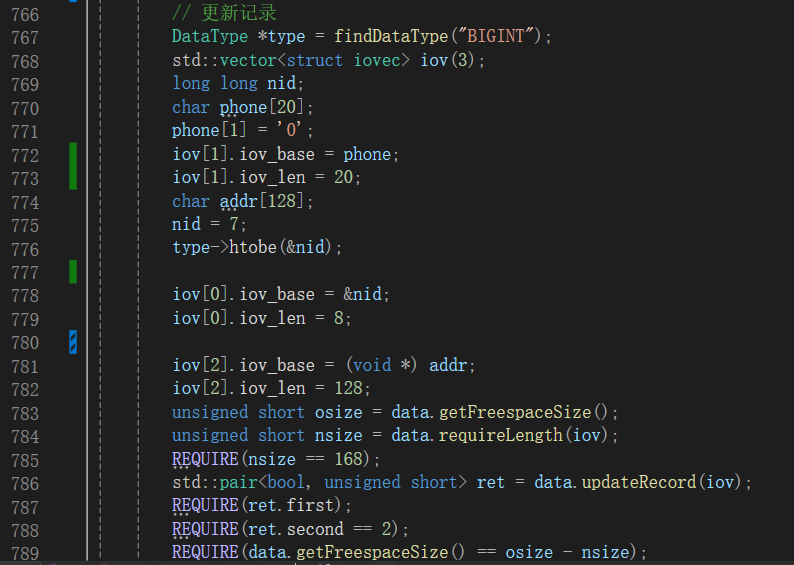 766 // 更新记录
767 DataType *type = findDataType("BIGINT");
768 std::vector<struct iovec> iov(3);
769 long long nid;
770 char phone[20];
771 phone[1] = '0';
772 iov[1].iov_base = phone;
773 iov[1].iov_len = 20;
774 char addr[128];
775 nid = 7;
776 type->htobe(&nid);
777
778 iov[0].iov_base = &nid;
779 iov[0].iov_len = 8;
780
781 iov[2].iov_base = (void *) addr;
782 iov[2].iov_len = 128;
783 unsigned short osize = data.getFreespaceSize();
784 unsigned short nsize = data.requireLength(iov);
785 REQUIRE(nsize == 168);
786 std::pair<bool, unsigned short> ret = data.updateRecord(iov);
787 REQUIRE(ret.first);
788 REQUIRE(ret.second == 2);
789 REQUIRE(data.getFreespaceSize() == osize - nsize);